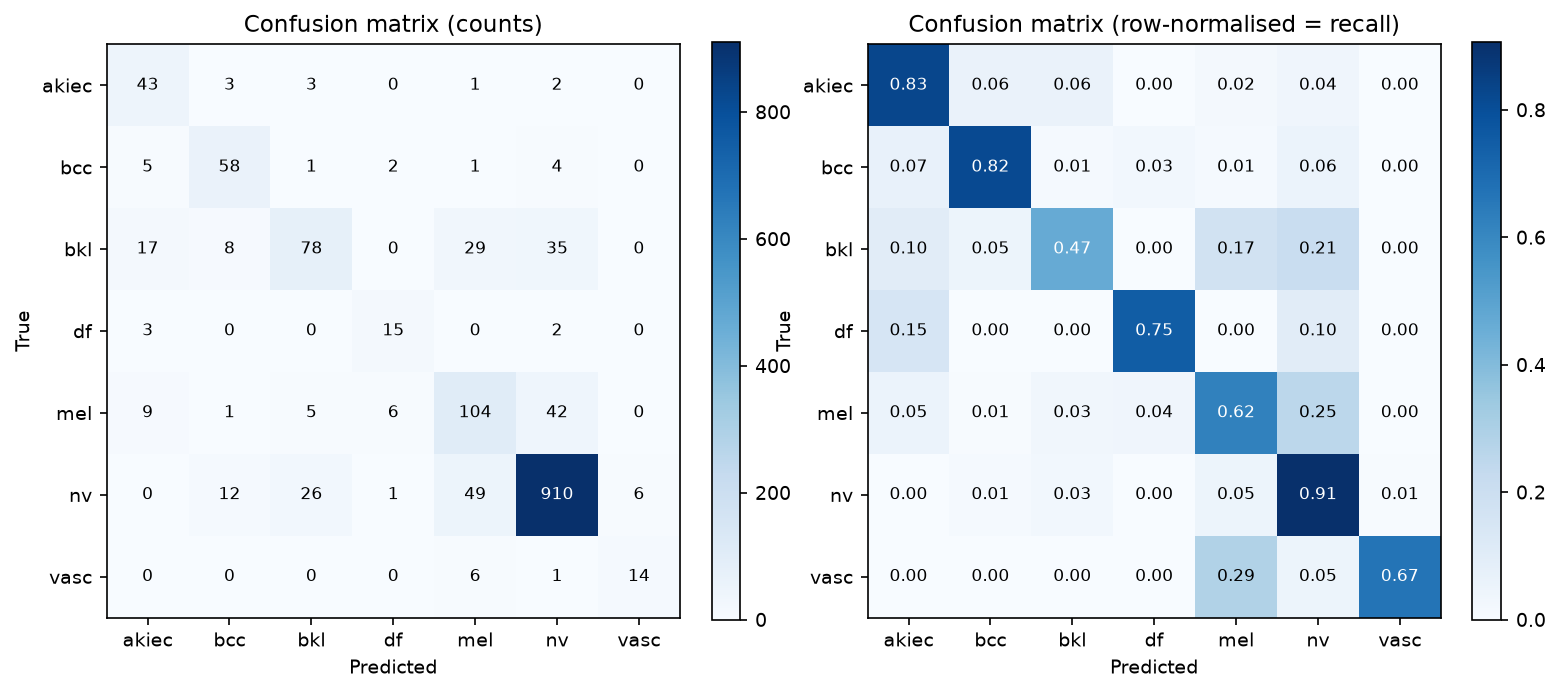 Confusion matrix (counts)
True
akiec 43 3 3 0 1 2 0
bcc 5 58 1 2 1 4 0
bkl 17 8 78 0 29 35 0
df 3 0 0 15 0 2 0
mel 9 1 5 6 104 42 0
nv 0 12 26 1 49 910 6
vasc 0 0 0 0 6 1 14
akiec bcc bkl df mel nv vasc
Predicted
800
600
400
200
0
Confusion matrix (row-normalised = recall)
True
akiec 0.83 0.06 0.06 0.00 0.02 0.04 0.00
bcc 0.07 0.82 0.01 0.03 0.01 0.06 0.00
bkl 0.10 0.05 0.47 0.00 0.17 0.21 0.00
df 0.15 0.00 0.00 0.75 0.00 0.10 0.00
mel 0.05 0.01 0.03 0.04 0.62 0.25 0.00
nv 0.00 0.01 0.03 0.00 0.05 0.91 0.01
vasc 0.00 0.00 0.00 0.00 0.29 0.05 0.67
akiec bcc bkl df mel nv vasc
Predicted
0.8
0.6
0.4
0.2
0.0